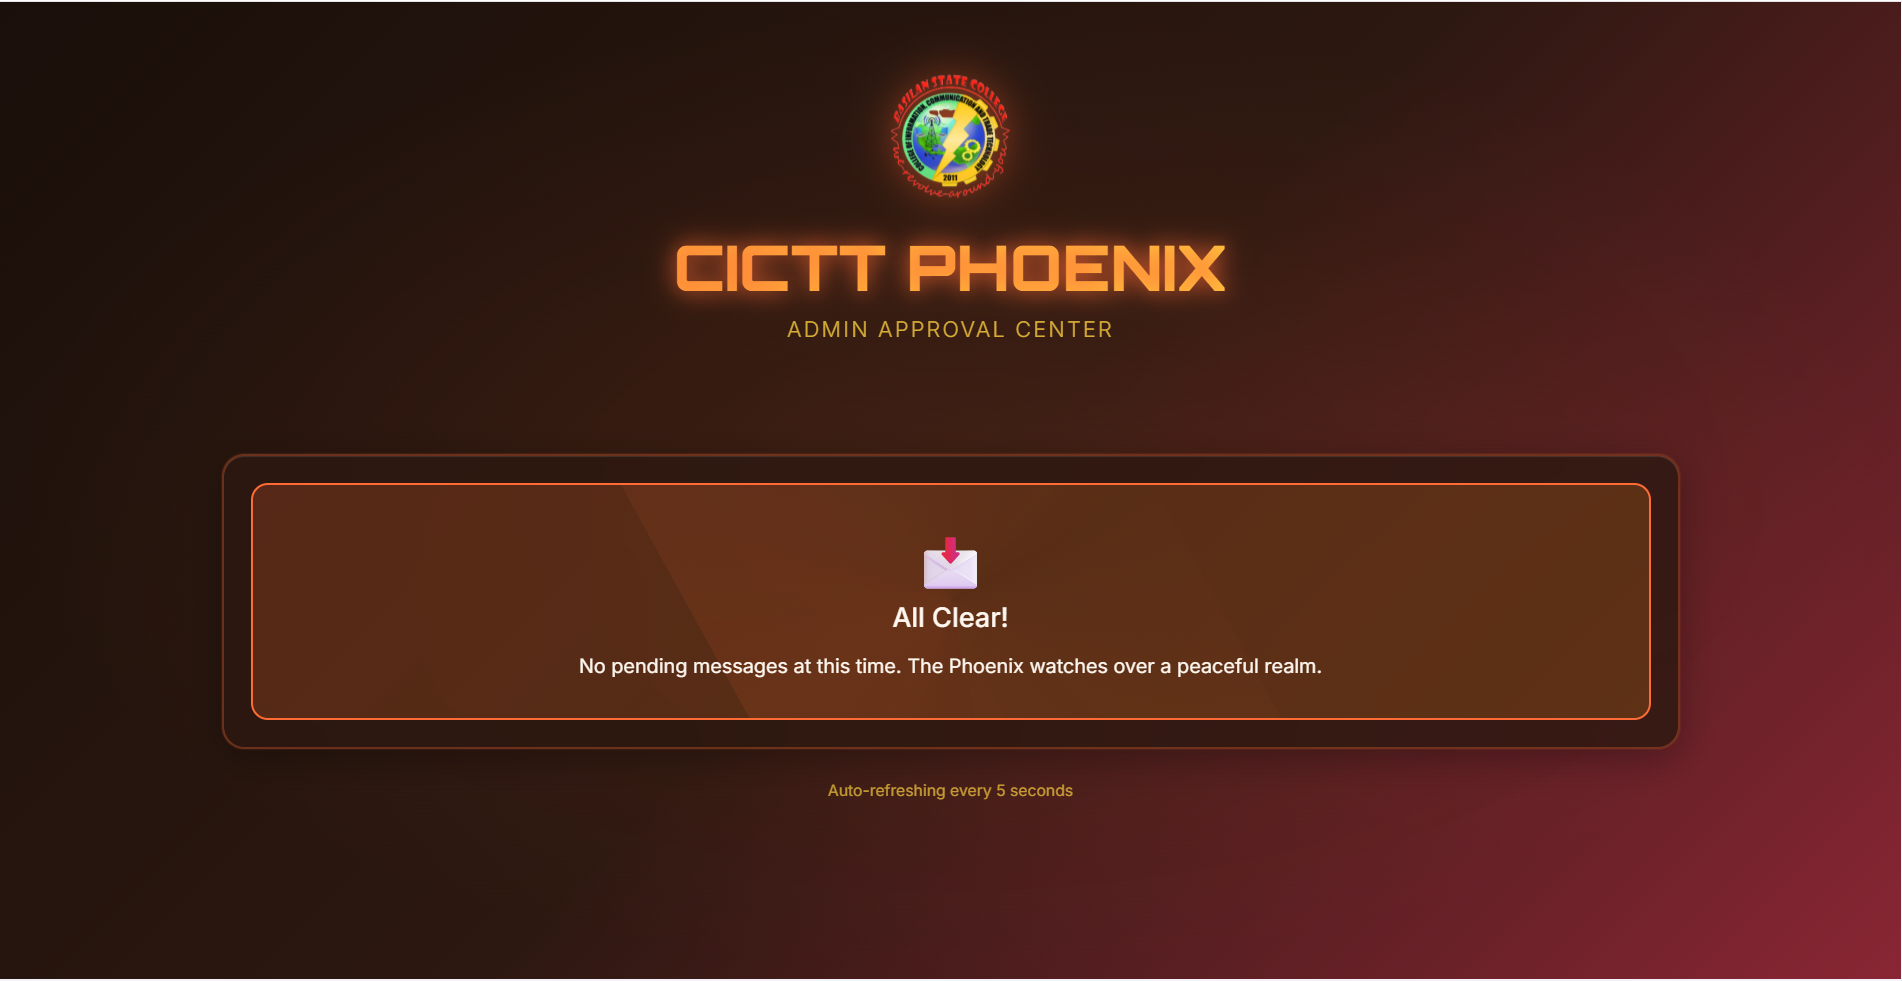 BASILAN STATE COLLEGE
COLLEGE OF INFORMATION, COMMUNICATION AND TECHNOLOGY
2011
we-revolve-around-you
CICTT PHOENIX
ADMIN APPROVAL CENTER
All Clear!
No pending messages at this time. The Phoenix watches over a peaceful realm.
Auto-refreshing every 5 seconds